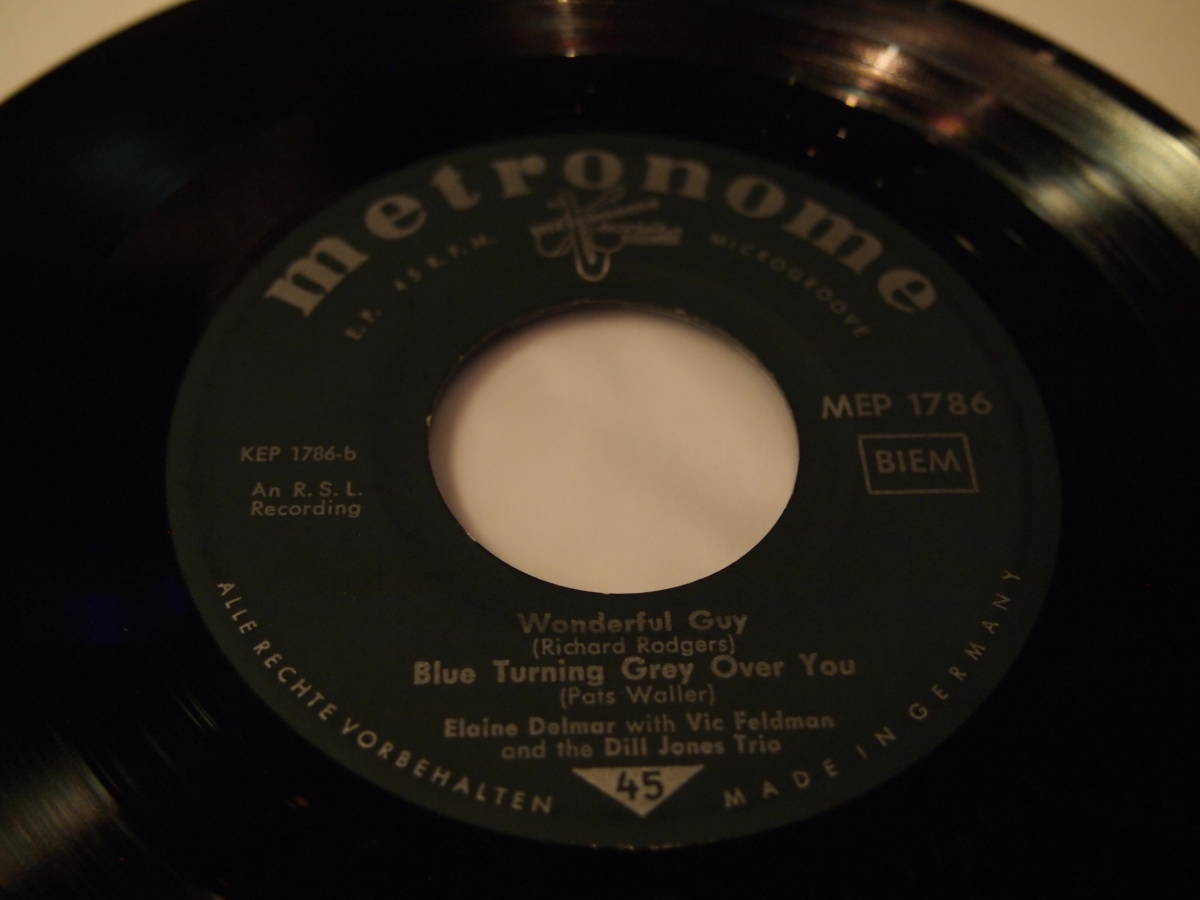 metronome
E.P. 45 R.P.M. MICROGROOVE
MEP 1786
BIEM
KEP 1786-b
An R.S.L.
Recording
Wonderful Guy
(Richard Rodgers)
Blue Turning Grey Over You
(Pats Waller)
Elaine Delmar with Vic Feldman
and the Dill Jones Trio
45
ALLE RECHTE VORBEHALTEN
MADE IN GERMANY